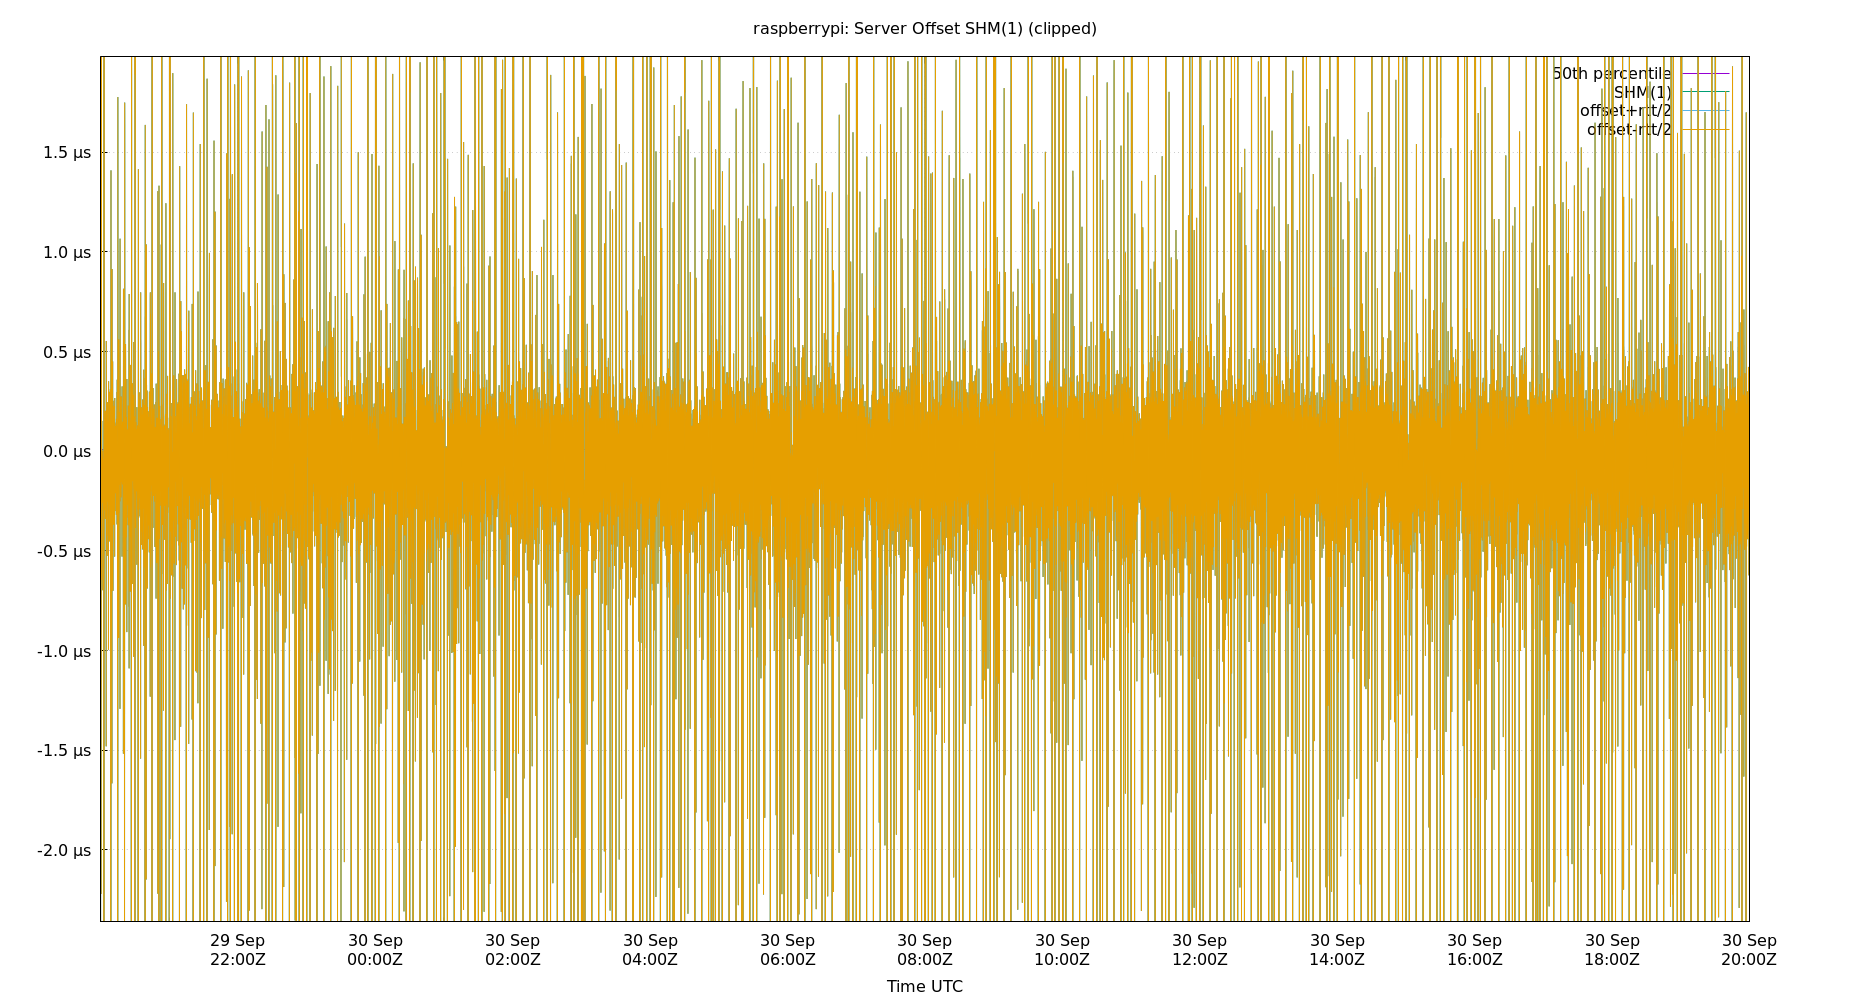 raspberrypi: Server Offset SHM(1) (clipped)
50th percentile
SHM(1)
offset+rtt/2
offset-rtt/2
1.5 µs
1.0 µs
0.5 µs
0.0 µs
-0.5 µs
-1.0 µs
-1.5 µs
-2.0 µs
29 Sep 30 Sep 30 Sep 30 Sep 30 Sep 30 Sep 30 Sep 30 Sep 30 Sep 30 Sep 30 Sep 30 Sep
22:00Z 00:00Z 02:00Z 04:00Z 06:00Z 08:00Z 10:00Z 12:00Z 14:00Z 16:00Z 18:00Z 20:00Z
Time UTC